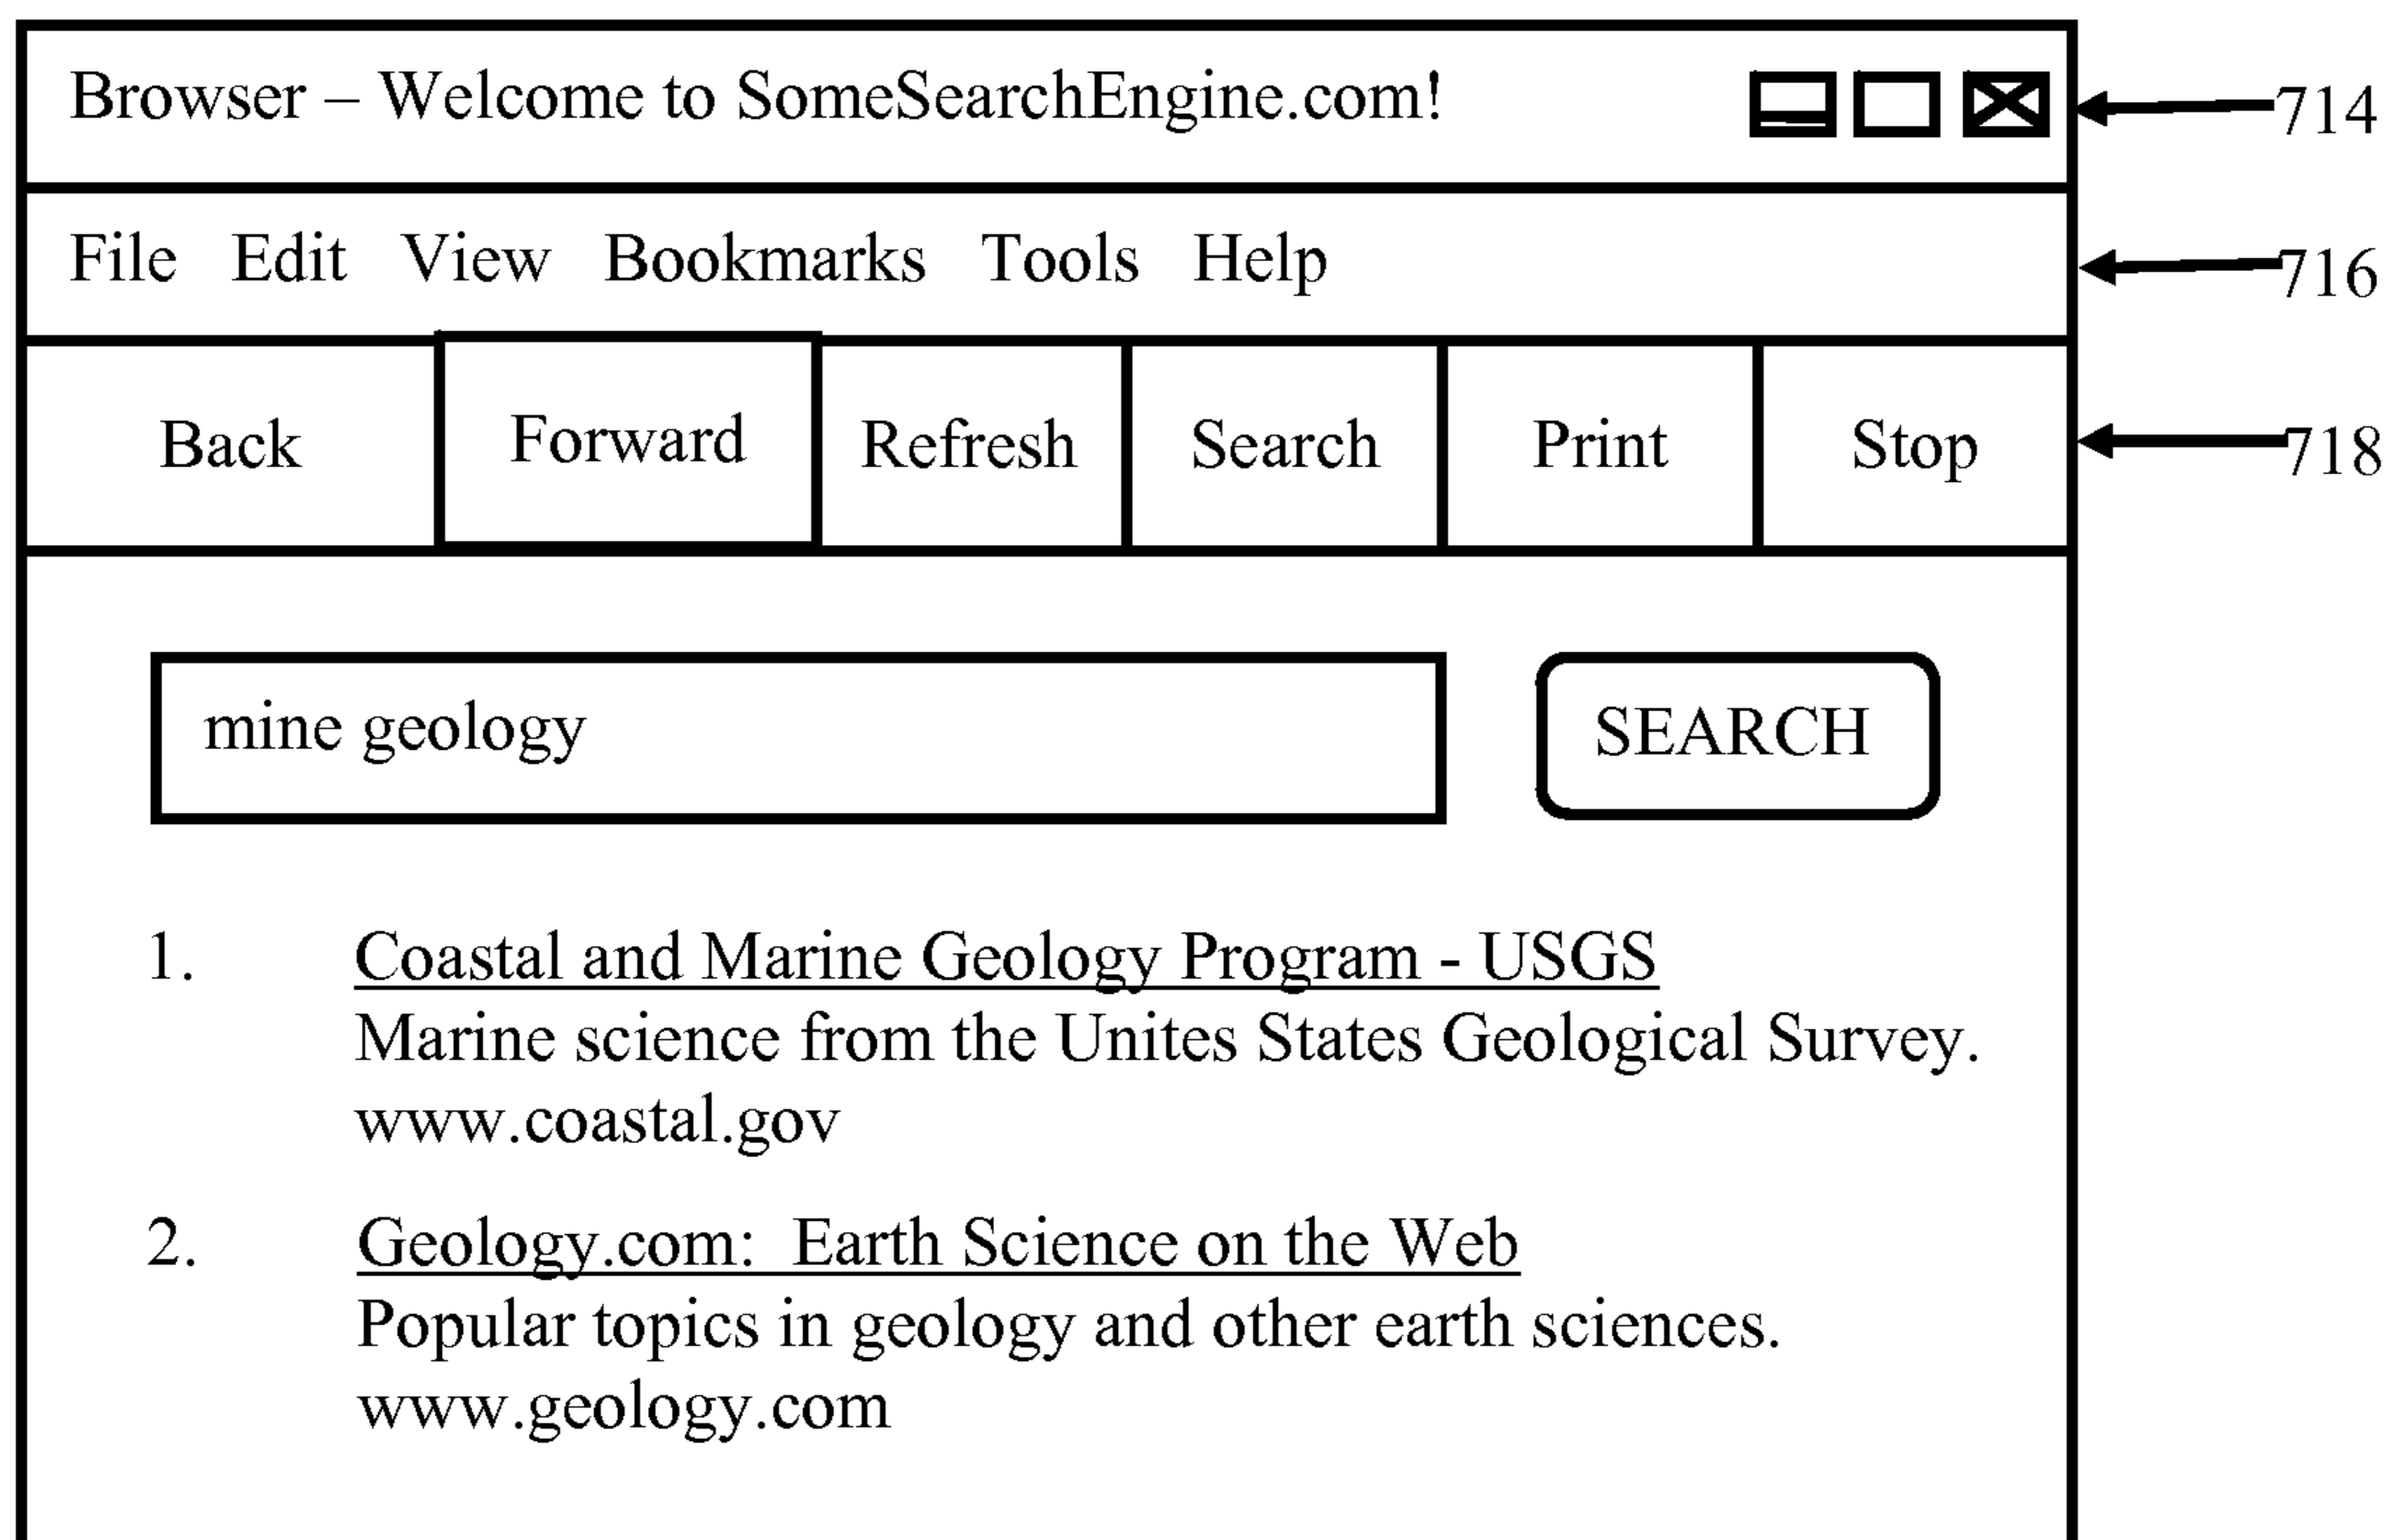 Browser – Welcome to SomeSearchEngine.com! 714
File Edit View Bookmarks Tools Help 716
Back Forward Refresh Search Print Stop 718
mine geology SEARCH
1. Coastal and Marine Geology Program - USGS
Marine science from the Unites States Geological Survey.
www.coastal.gov
2. Geology.com: Earth Science on the Web
Popular topics in geology and other earth sciences.
www.geology.com